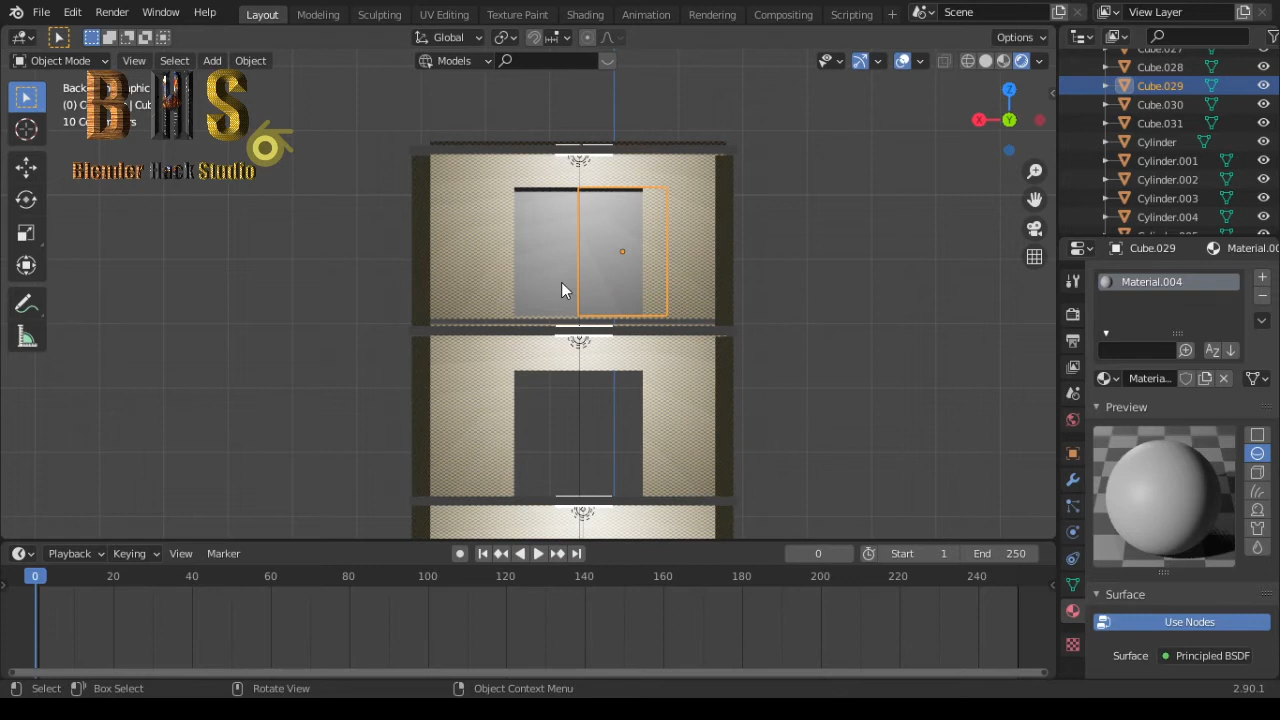 File Edit Render Window Help Layout Modeling Sculpting UV Editing Texture Paint Shading Animation Rendering Compositing Scripting + Scene View Layer
Global Options
Object Mode View Select Add Object Models
BHS
Blender Hack Studio
(0)
Cube.028
Cube.029
Cube.030
Cube.031
Cylinder
Cylinder.001
Cylinder.002
Cylinder.003
Cylinder.004
X Y Z
Cube.029 Material.00
Material.004
Materia...
Preview
Surface
Use Nodes
Surface Principled BSDF
Playback Keying View Marker 0 Start 1 End 250
0 20 40 60 80 100 120 140 160 180 200 220 240
Select Box Select Rotate View Object Context Menu 2.90.1